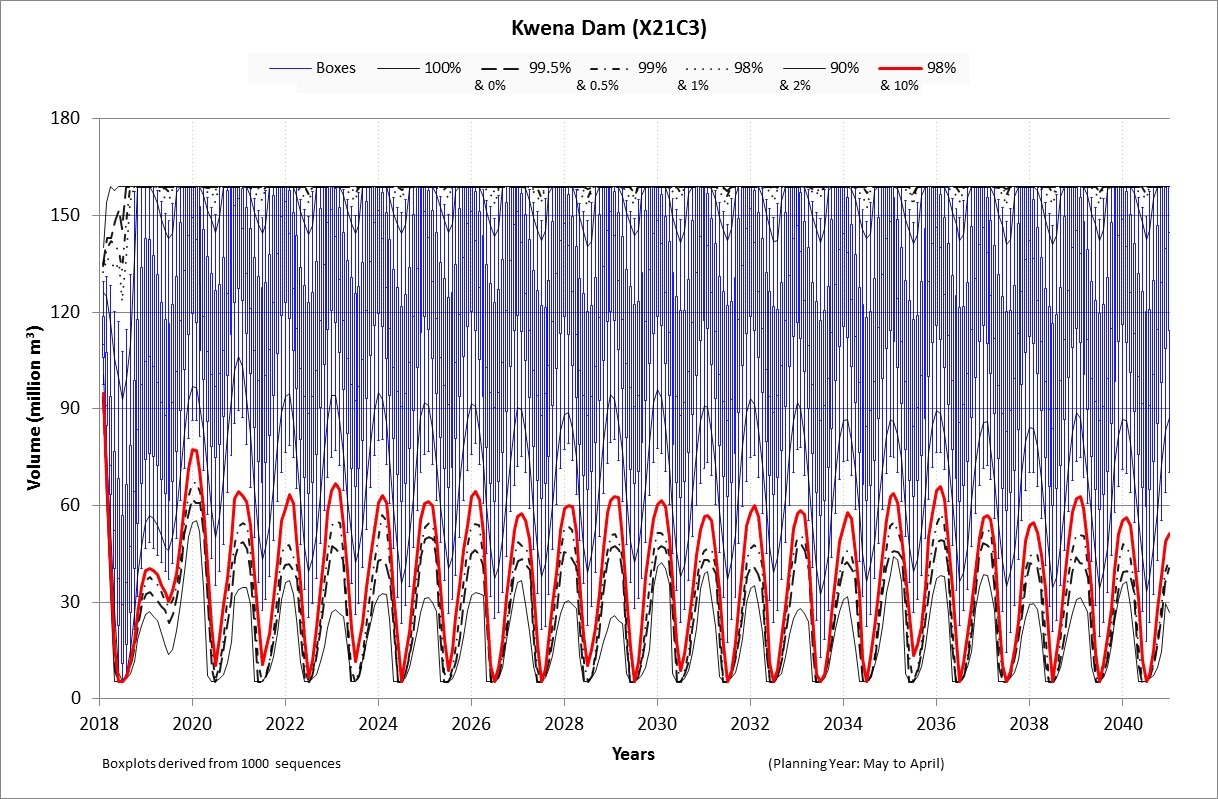 Kwena Dam (X21C3)
Boxes 100% 99.5% 99% 98% 90% 98%
& 0% & 0.5% & 1% & 2% & 10%
180
150
120
90
60
30
0
Volume (million m³)
2018 2020 2022 2024 2026 2028 2030 2032 2034 2036 2038 2040
Years
Boxplots derived from 1000 sequences (Planning Year: May to April)